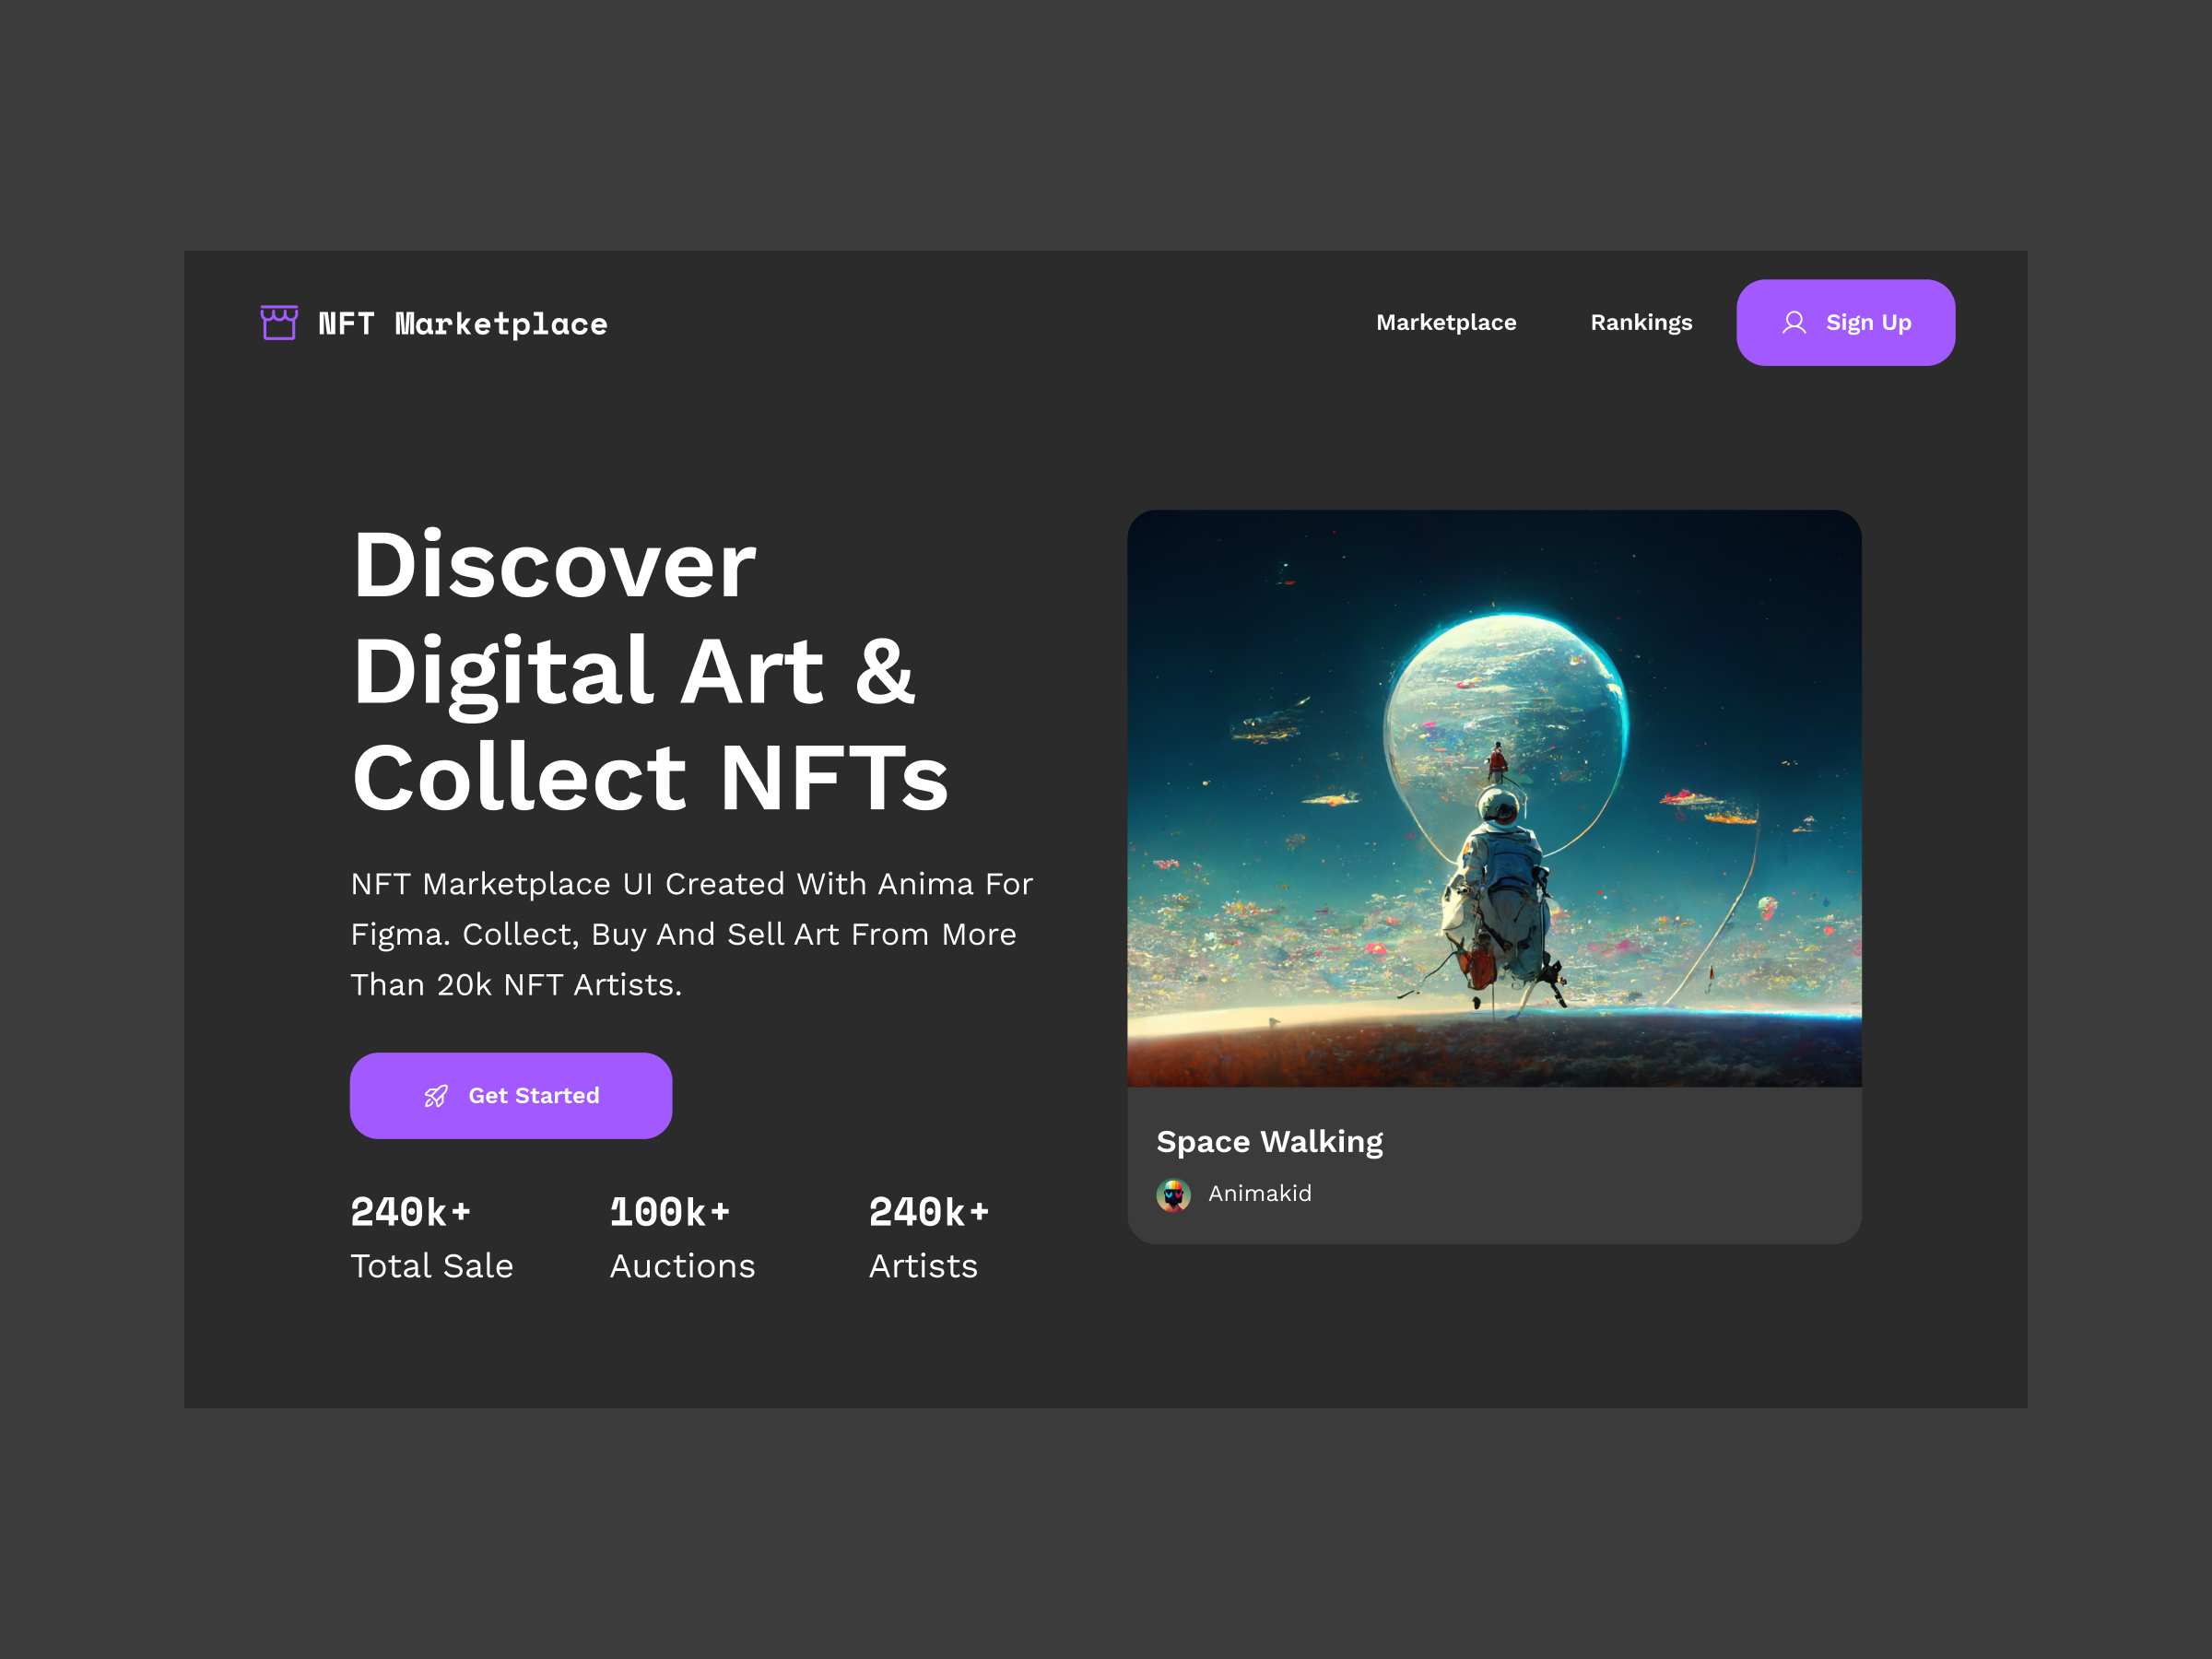 NFT Marketplace
Marketplace
Rankings
Sign Up
Discover
Digital Art &
Collect NFTs
NFT Marketplace UI Created With Anima For
Figma. Collect, Buy And Sell Art From More
Than 20k NFT Artists.
Get Started
240k+
Total Sale
100k+
Auctions
240k+
Artists
Space Walking
Animakid